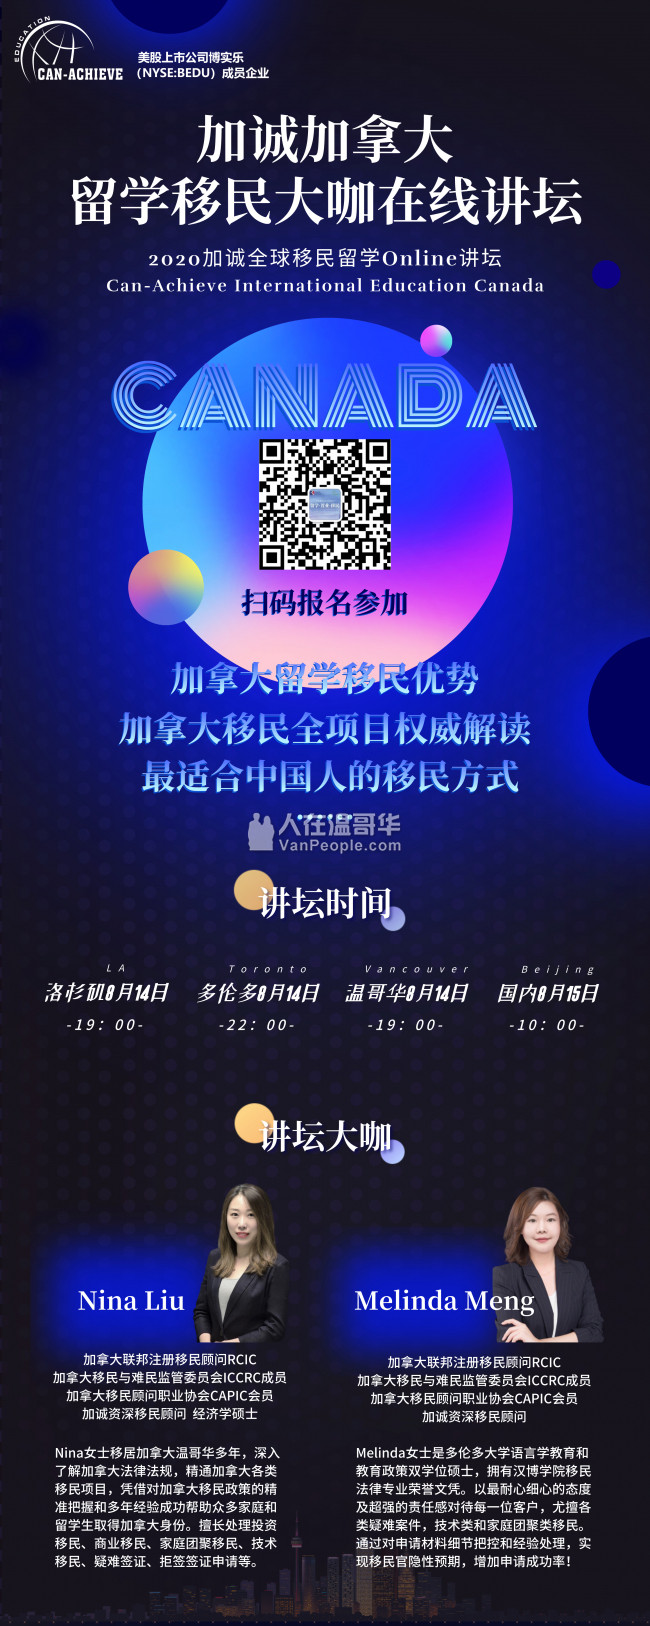 EDUCATION
CAN-ACHIEVE
美股上市公司博实乐
（NYSE:BEDU）成员企业
加诚加拿大
留学移民大咖在线讲坛
2020加诚全球移民留学Online讲坛
Can-Achieve International Education Canada
CANADA
扫码报名参加
加拿大留学移民优势
加拿大移民全项目权威解读
最适合中国人的移民方式
......
人在温哥华
VanPeople.com
讲坛时间
LA
洛杉矶8月14日
-19：00-
Toronto
多伦多8月14日
-22：00-
Vancouver
温哥华8月14日
-19：00-
Beijing
国内8月15日
-10：00-
讲坛大咖
Nina Liu
加拿大联邦注册移民顾问RCIC
加拿大移民与难民监管委员会ICCRC成员
加拿大移民顾问职业协会CAPIC会员
加诚资深移民顾问 经济学硕士
Nina女士移居加拿大温哥华多年，深入
了解加拿大法律法规，精通加拿大各类
移民项目，凭借对加拿大移民政策的精
准把握和多年经验成功帮助众多家庭和
留学生取得加拿大身份。擅长处理投资
移民、商业移民、家庭团聚移民、技术
移民、疑难签证、拒签签证申请等。
Melinda Meng
加拿大联邦注册移民顾问RCIC
加拿大移民与难民监管委员会ICCRC成员
加拿大移民顾问职业协会CAPIC会员
加诚资深移民顾问
Melinda女士是多伦多大学语言学教育和
教育政策双学位硕士，拥有汉博学院移民
法律专业荣誉文凭。以最耐心细心的态度
及超强的责任感对待每一位客户，尤擅各
类疑难案件，技术类和家庭团聚类移民。
通过对申请材料细节把控和经验处理，实
现移民官隐性预期，增加申请成功率！